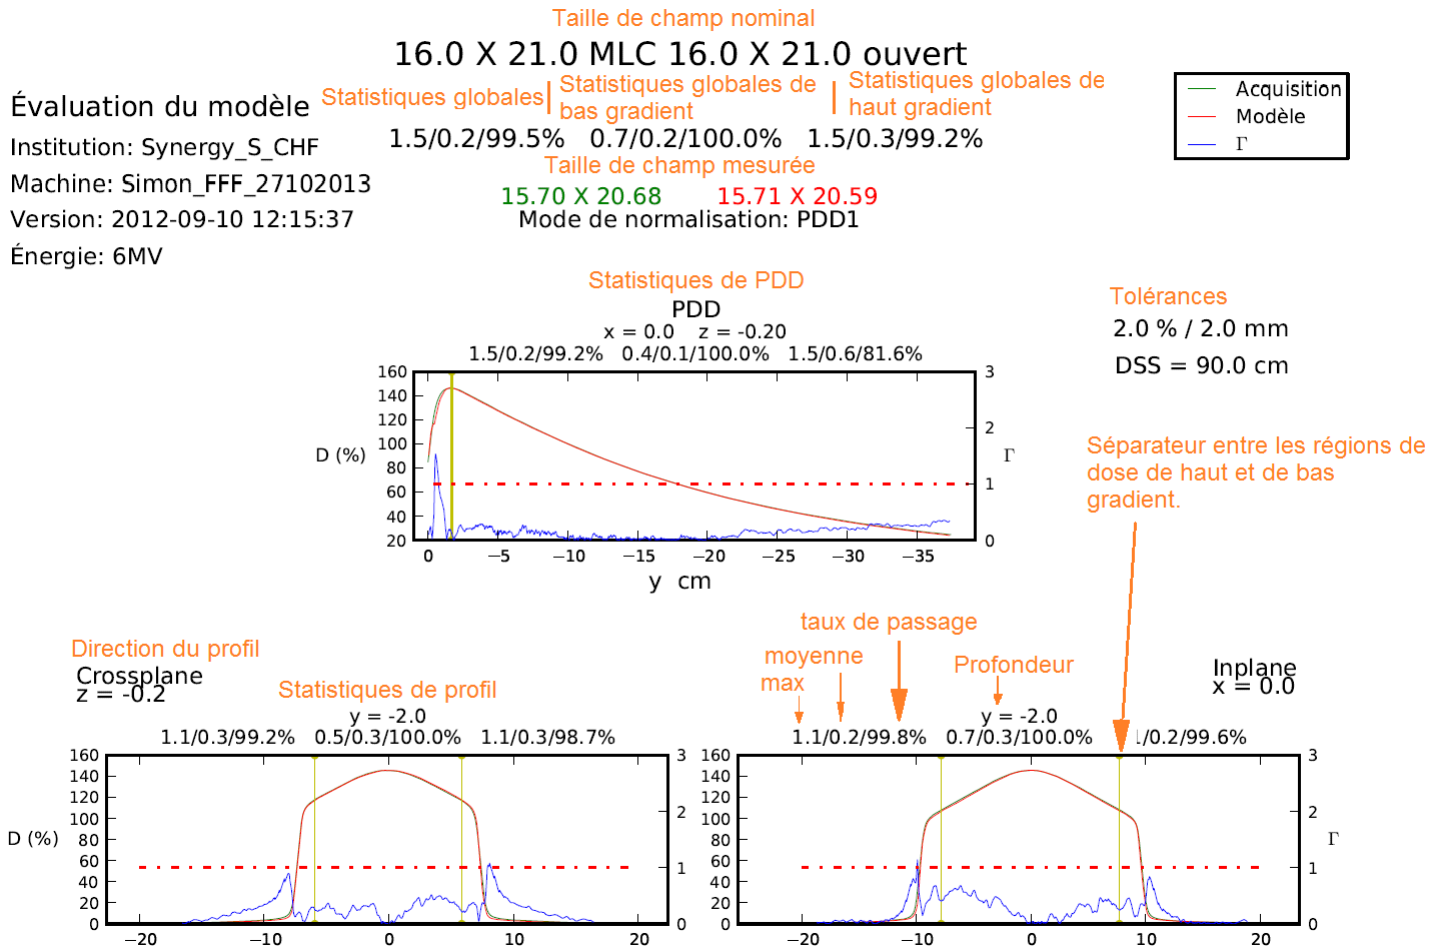 Taille de champ nominal
16.0 X 21.0 MLC 16.0 X 21.0 ouvert
Évaluation du modèle
Institution: Synergy_S_CHF
Machine: Simon_FFF_27102013
Version: 2012-09-10 12:15:37
Énergie: 6MV
Statistiques globales
Statistiques globales de
bas gradient
Statistiques globales de
haut gradient
1.5/0.2/99.5% 0.7/0.2/100.0% 1.5/0.3/99.2%
Taille de champ mesurée
15.70 X 20.68 15.71 X 20.59
Mode de normalisation: PDD1
Acquisition
Modèle
Γ
Statistiques de PDD
PDD
x = 0.0 z = -0.20
1.5/0.2/99.2% 0.4/0.1/100.0% 1.5/0.6/81.6%
160
140
120
100
80
60
40
20
D (%)
3
2
1
0
Γ
0 −5 −10 −15 −20 −25 −30 −35
y cm
Tolérances
2.0 % / 2.0 mm
DSS = 90.0 cm
Séparateur entre les régions de
dose de haut et de bas
gradient.
Direction du profil
Crossplane
z = -0.2
Statistiques de profil
y = -2.0
1.1/0.3/99.2% 0.5/0.3/100.0% 1.1/0.3/98.7%
160
140
120
100
80
60
40
20
0
D (%)
3
2
1
0
−20 −10 0 10 20
taux de passage
moyenne
max
Profondeur
Inplane
x = 0.0
y = -2.0
1.1/0.2/99.8% 0.7/0.3/100.0% /0.2/99.6%
160
140
120
100
80
60
40
20
0
3
2
1
0
Γ
−20 −10 0 10 20